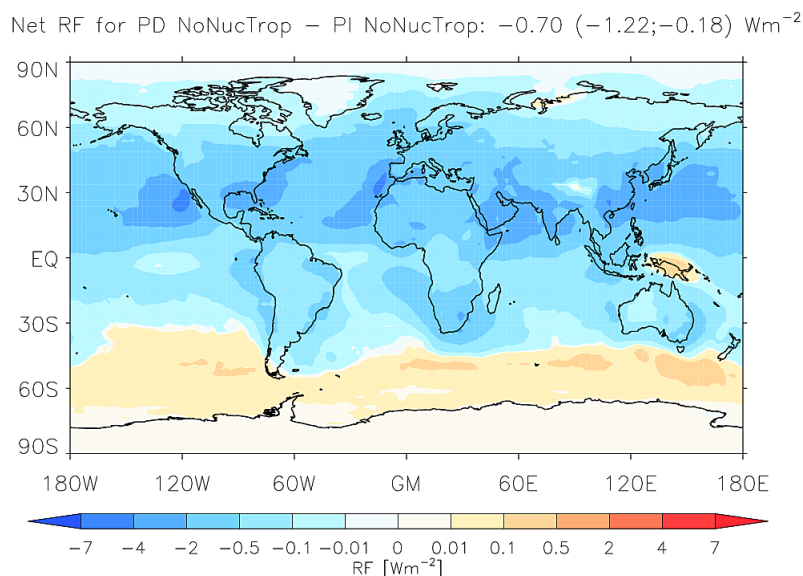 Net RF for PD NoNucTrop − PI NoNucTrop: −0.70 (−1.22;−0.18) Wm⁻²
90N
60N
30N
EQ
30S
60S
90S
180W 120W 60W GM 60E 120E 180E
−7 −4 −2 −0.5 −0.1 −0.01 0 0.01 0.1 0.5 2 4 7
RF [Wm⁻²]